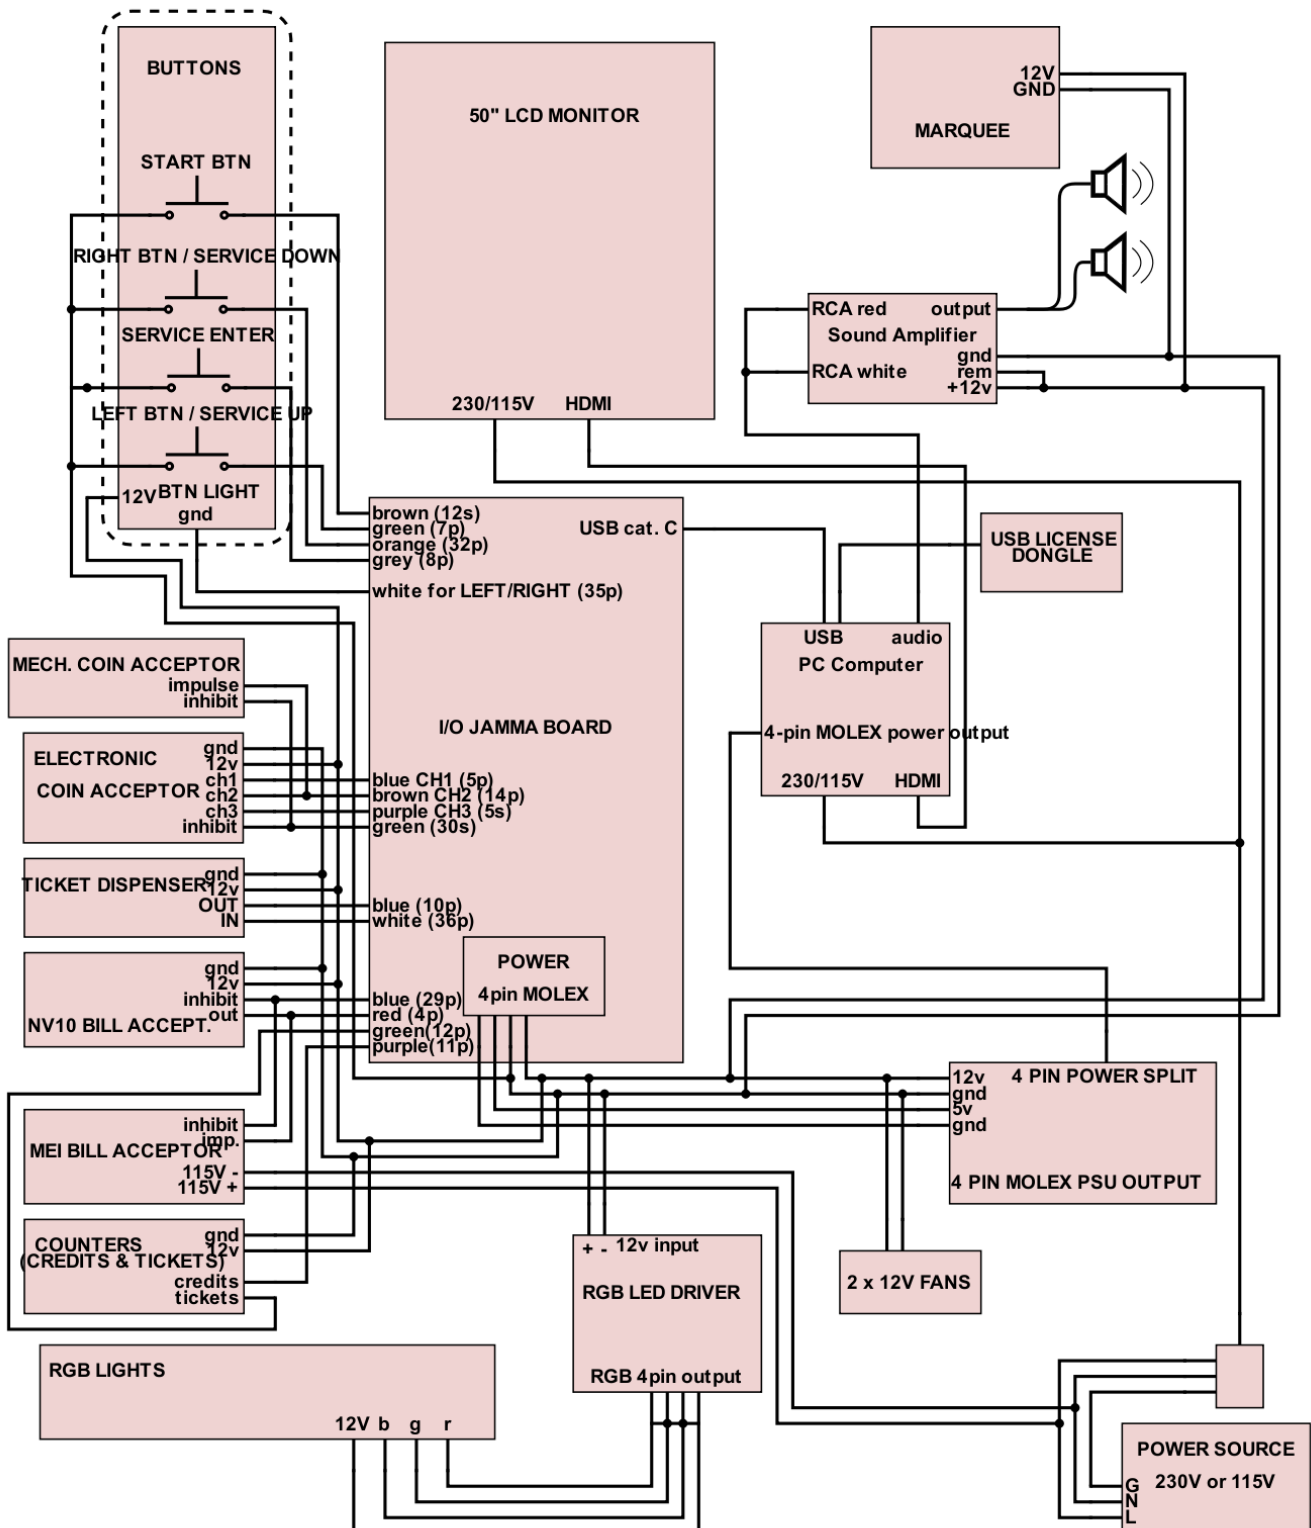 BUTTONS
START BTN
RIGHT BTN / SERVICE DOWN
SERVICE ENTER
LEFT BTN / SERVICE UP
12V BTN LIGHT
gnd
50" LCD MONITOR
230/115V HDMI
12V
GND
MARQUEE
RCA red output
Sound Amplifier
gnd
RCA white rem
+12v
brown (12s)
green (7p)
orange (32p)
grey (8p)
white for LEFT/RIGHT (35p)
USB cat. C
I/O JAMMA BOARD
USB LICENSE
DONGLE
USB audio
PC Computer
4-pin MOLEX power output
230/115V HDMI
MECH. COIN ACCEPTOR
impulse
inhibit
ELECTRONIC
COIN ACCEPTOR
gnd
12v
ch1
ch2
ch3
inhibit
blue CH1 (5p)
brown CH2 (14p)
purple CH3 (5s)
green (30s)
TICKET DISPENSER
gnd
12v
OUT
IN
blue (10p)
white (36p)
POWER
4pin MOLEX
gnd
12v
inhibit
out
NV10 BILL ACCEPT.
blue (29p)
red (4p)
green(12p)
purple(11p)
12v
gnd
5v
gnd
4 PIN POWER SPLIT
4 PIN MOLEX PSU OUTPUT
inhibit
imp.
MEI BILL ACCEPTOR
115V -
115V +
COUNTERS
(CREDITS & TICKETS)
gnd
12v
credits
tickets
+ - 12v input
RGB LED DRIVER
RGB 4pin output
2 x 12V FANS
RGB LIGHTS
12V b g r
POWER SOURCE
230V or 115V
G
N
L